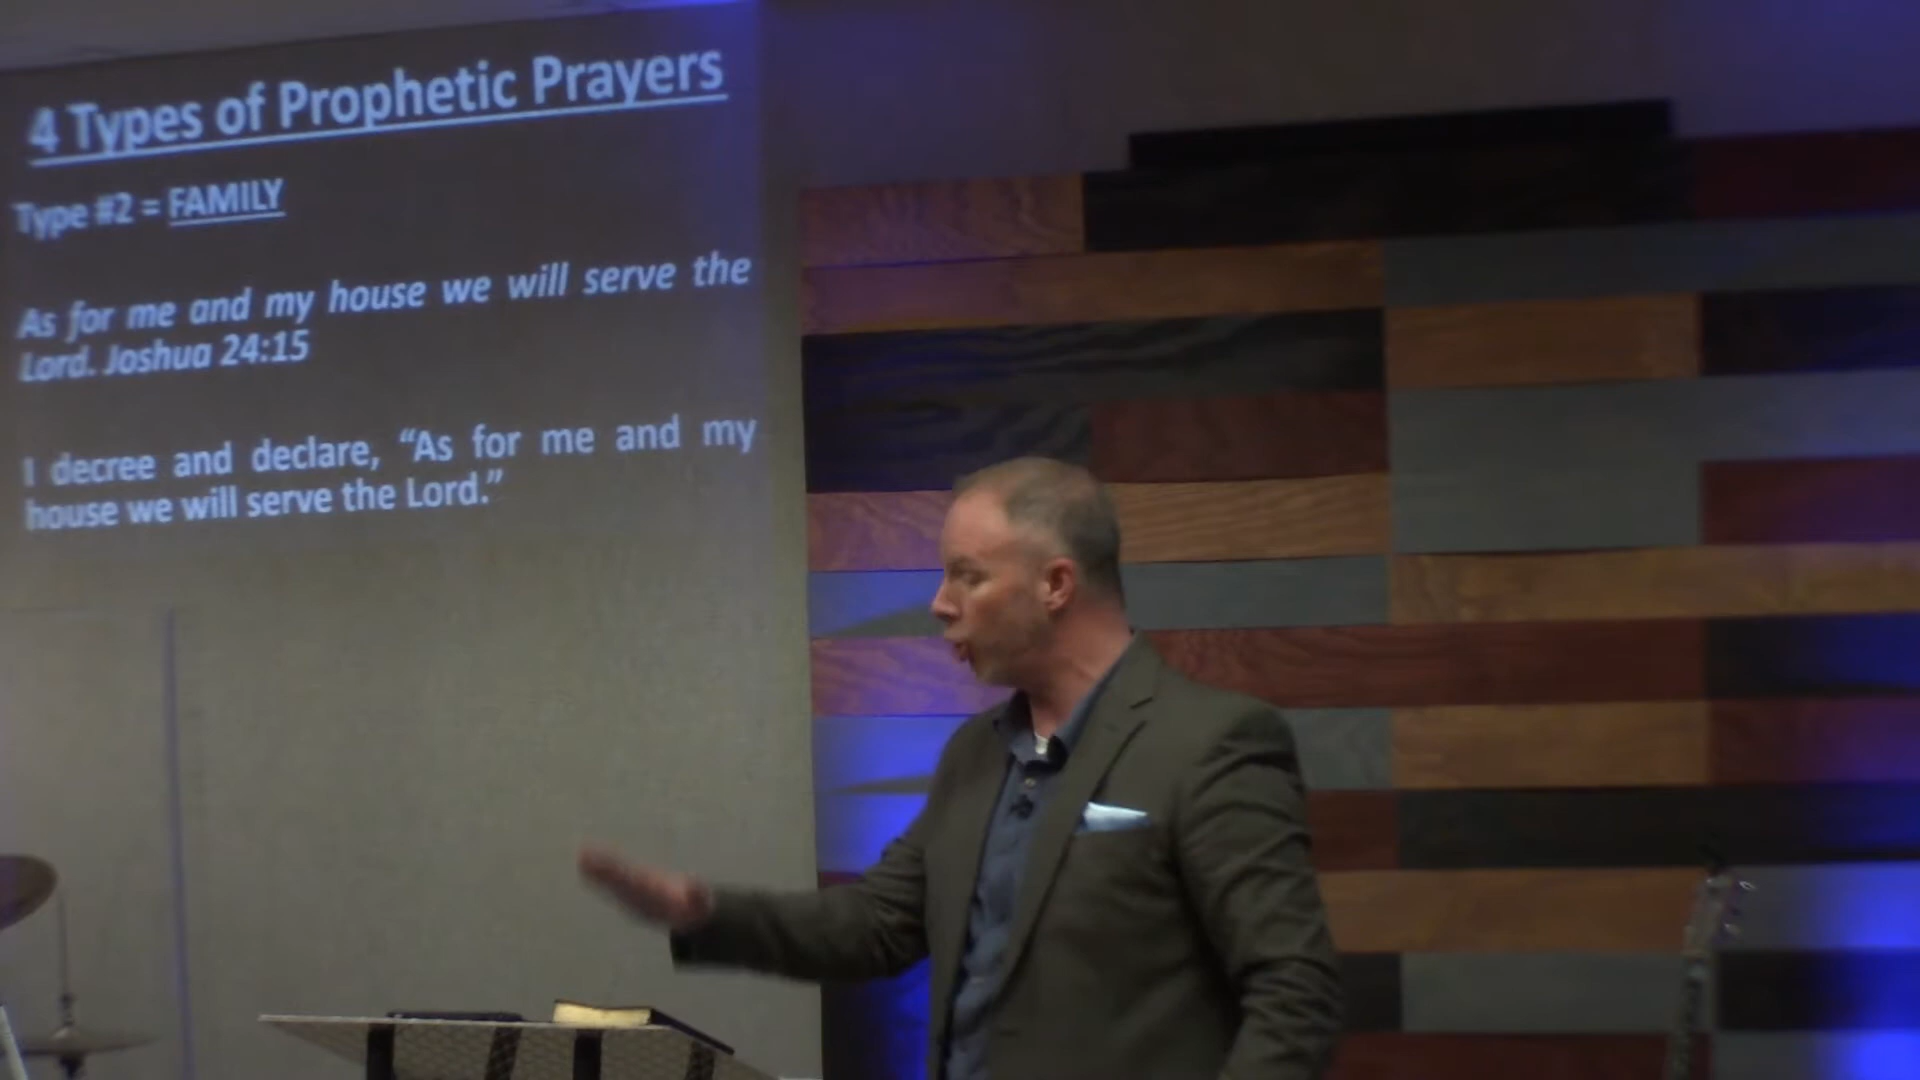 4 Types of Prophetic Prayers
Type #2 = FAMILY
As for me and my house we will serve the
Lord. Joshua 24:15
I decree and declare, “As for me and my
house we will serve the Lord.”